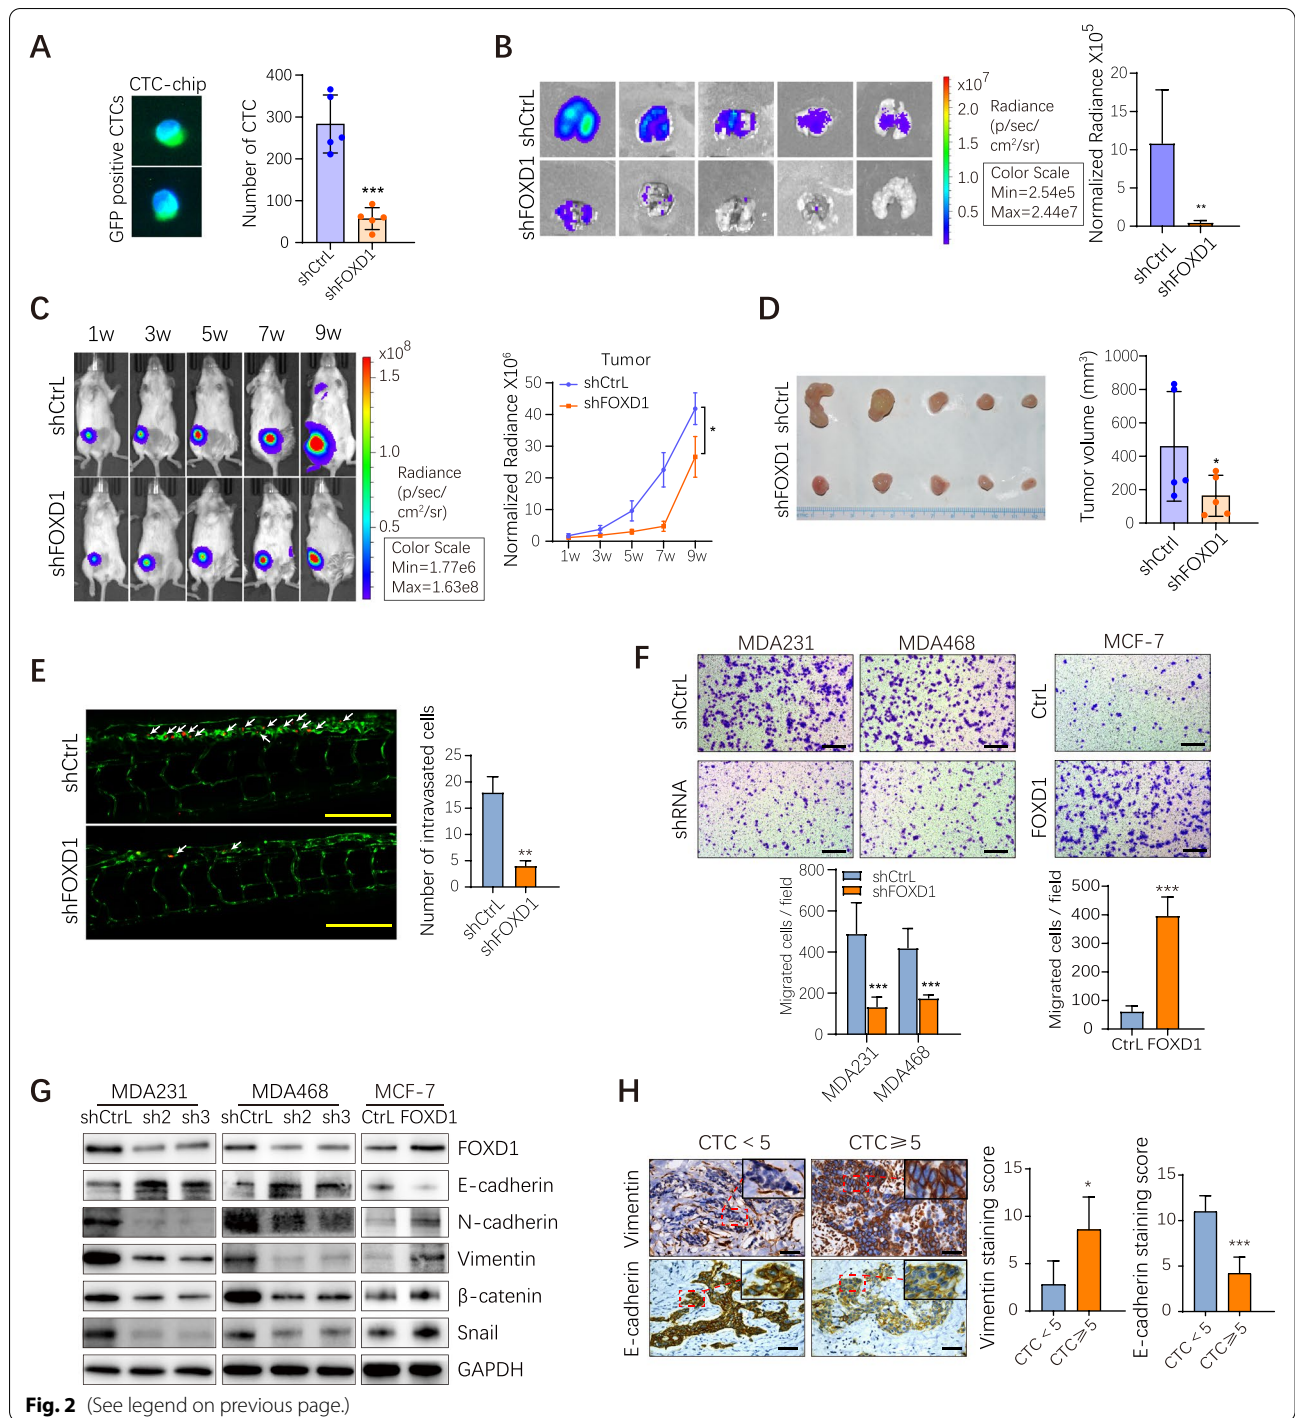 A
CTC-chip
GFP positive CTCs
Number of CTC
400
300
200
100
0
***
shCtrL
shFOXD1
B
shCtrL
shFOXD1
x10⁷
2.0
1.5
1.0
0.5
Radiance
(p/sec/
cm²/sr)
Color Scale
Min=2.54e5
Max=2.44e7
Normalized Radiance X10⁵
20
15
10
5
0
**
shCtrL
shFOXD1
C
1w 3w 5w 7w 9w
shCtrL
shFOXD1
x10⁸
1.5
1.0
0.5
Radiance
(p/sec/
cm²/sr)
Color Scale
Min=1.77e6
Max=1.63e8
Normalized Radiance X10⁶
Tumor
shCtrL
shFOXD1
50
40
30
20
10
0
*
1w 3w 5w 7w 9w
D
shCtrL
shFOXD1
Tumor volume (mm³)
1000
800
600
400
200
0
*
shCtrl
shFOXD1
E
shCtrL
shFOXD1
Number of intravasated cells
25
20
15
10
5
0
**
shCtrL
shFOXD1
F
MDA231 MDA468 MCF-7
shCtrL
shRNA
CtrL
FOXD1
shCtrL
shFOXD1
Migrated cells / field
800
600
400
200
0
*** ***
MDA231
MDA468
Migrated cells / field
500
400
300
200
100
0
***
CtrL FOXD1
G
MDA231 MDA468 MCF-7
shCtrL sh2 sh3 shCtrL sh2 sh3 CtrL FOXD1
FOXD1
E-cadherin
N-cadherin
Vimentin
β-catenin
Snail
GAPDH
H
CTC < 5 CTC ⩾ 5
Vimentin
E-cadherin
Vimentin staining score
15
10
5
0
*
CTC < 5
CTC⩾5
E-cadherin staining score
15
10
5
0
***
CTC < 5
CTC⩾5
Fig. 2 (See legend on previous page.)